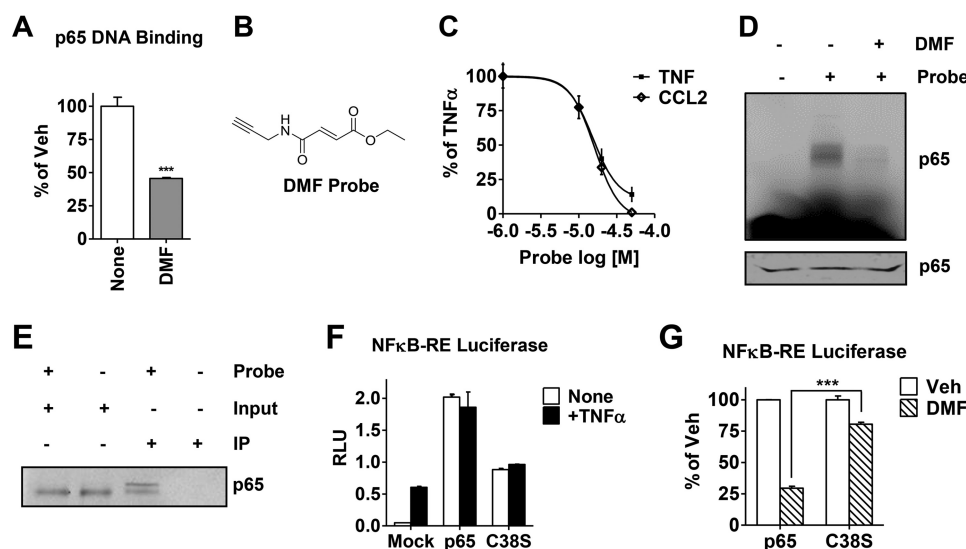 A
p65 DNA Binding
% of Veh
100
75
50
25
0
***
None
DMF
B
H
N
O
O
O
DMF Probe
C
% of TNFα
100
75
50
25
0
-6.0
-5.0
-4.5
-4.0
Probe log [M]
TNF
CCL2
D
- - + DMF
- + + Probe
p65
p65
E
+ - + - Probe
+ + - - Input
- - + + IP
p65
F
NFκB-RE Luciferase
RLU
2.0
1.5
1.0
0.5
0.0
Mock p65 C38S
None
+TNFα
G
NFκB-RE Luciferase
% of Veh
100
75
50
25
0
***
p65 C38S
Veh
DMF